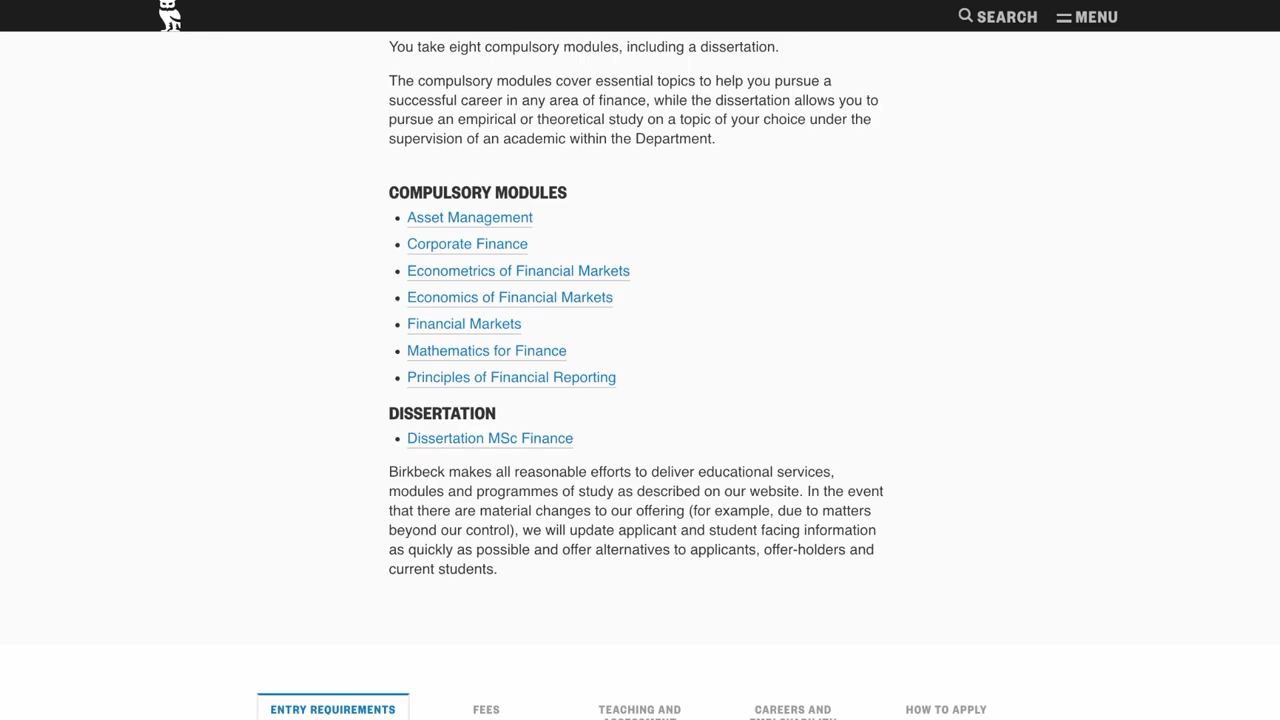 SEARCH MENU
You take eight compulsory modules, including a dissertation.
The compulsory modules cover essential topics to help you pursue a
successful career in any area of finance, while the dissertation allows you to
pursue an empirical or theoretical study on a topic of your choice under the
supervision of an academic within the Department.
COMPULSORY MODULES
• Asset Management
• Corporate Finance
• Econometrics of Financial Markets
• Economics of Financial Markets
• Financial Markets
• Mathematics for Finance
• Principles of Financial Reporting
DISSERTATION
• Dissertation MSc Finance
Birkbeck makes all reasonable efforts to deliver educational services,
modules and programmes of study as described on our website. In the event
that there are material changes to our offering (for example, due to matters
beyond our control), we will update applicant and student facing information
as quickly as possible and offer alternatives to applicants, offer-holders and
current students.
ENTRY REQUIREMENTS FEES TEACHING AND CAREERS AND HOW TO APPLY